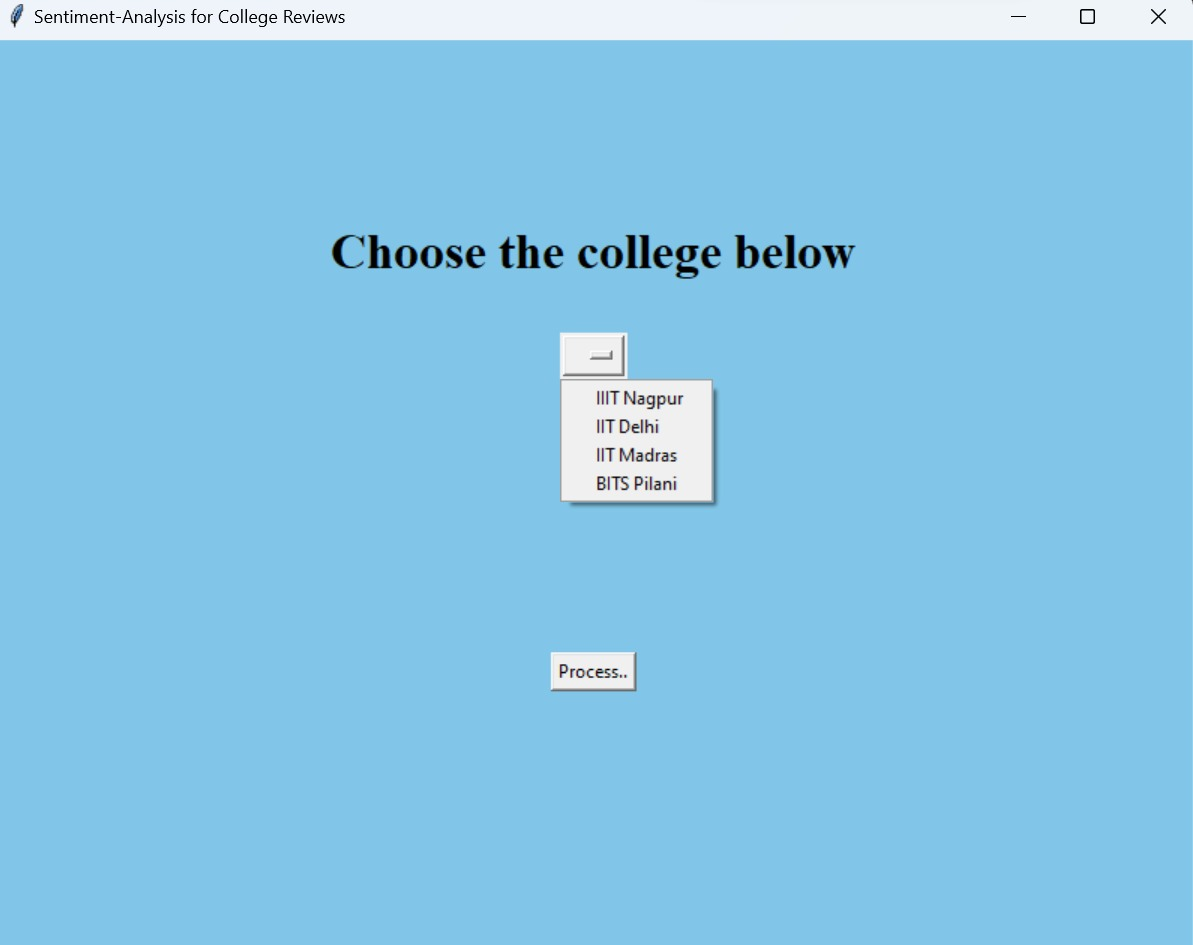 Sentiment-Analysis for College Reviews
Choose the college below
IIIT Nagpur
IIT Delhi
IIT Madras
BITS Pilani
Process..